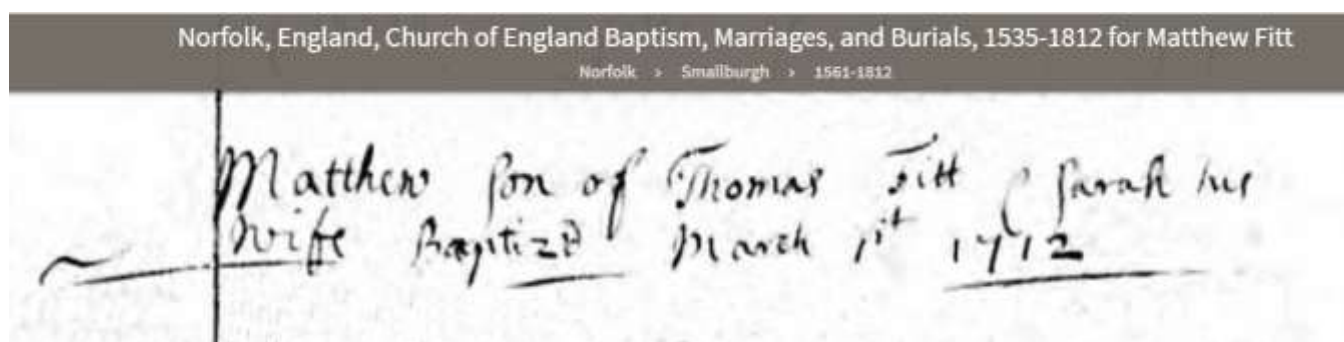 Norfolk, England, Church of England Baptism, Marriages, and Burials, 1535-1812 for Matthew Fitt
Norfolk > Smallburgh > 1561-1812
Matthew son of Thomas Fitt & Sarah his
wife Baptized March 1st 1712